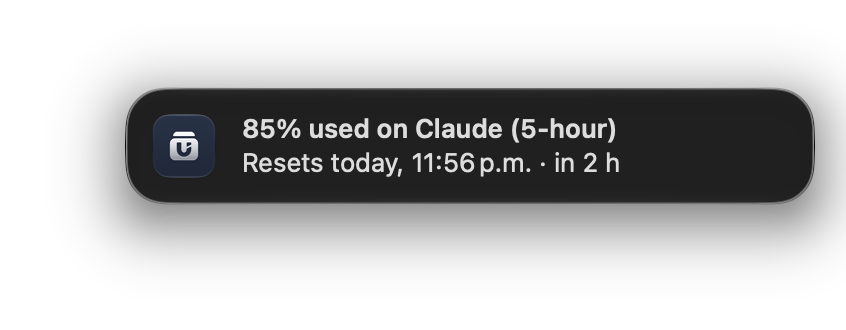 85% used on Claude (5-hour)
Resets today, 11:56 p.m. · in 2 h